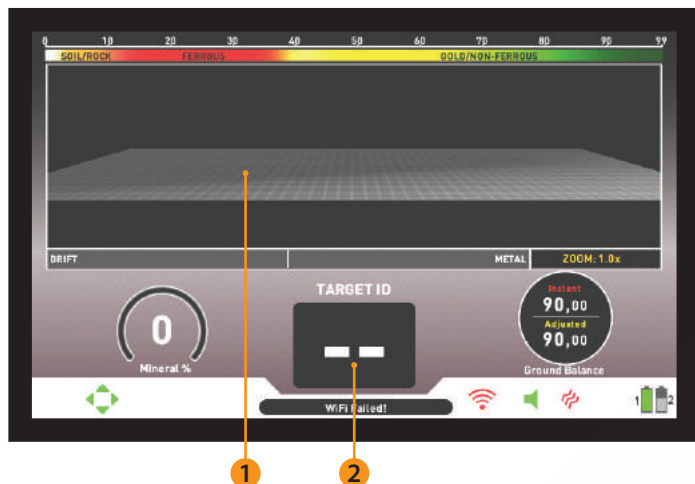 0 10 20 30 40 50 60 70 80 90 99
SOIL/ROCK FERROUS GOLD/NON-FERROUS
DRIFT METAL ZOOM: 1.0x
TARGET ID
0
Mineral %
-- 
Instant
90,00
Adjusted
90,00
Ground Balance
WiFi Failed!
1 2
1 2